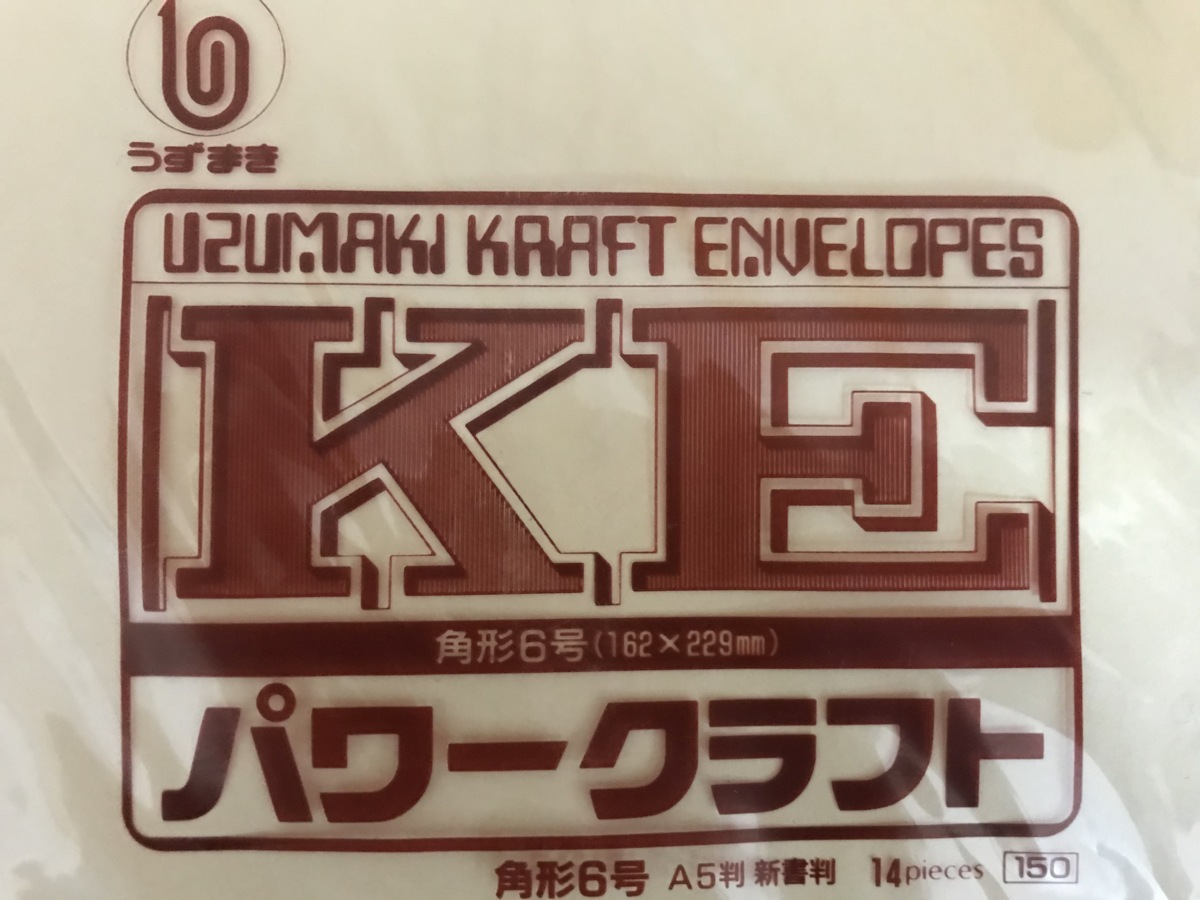 うずまき
UZUMAKI KRAFT ENVELOPES
KE
角形6号(162×229mm)
パワークラフト
角形6号 A5判 新書判 14pieces 150